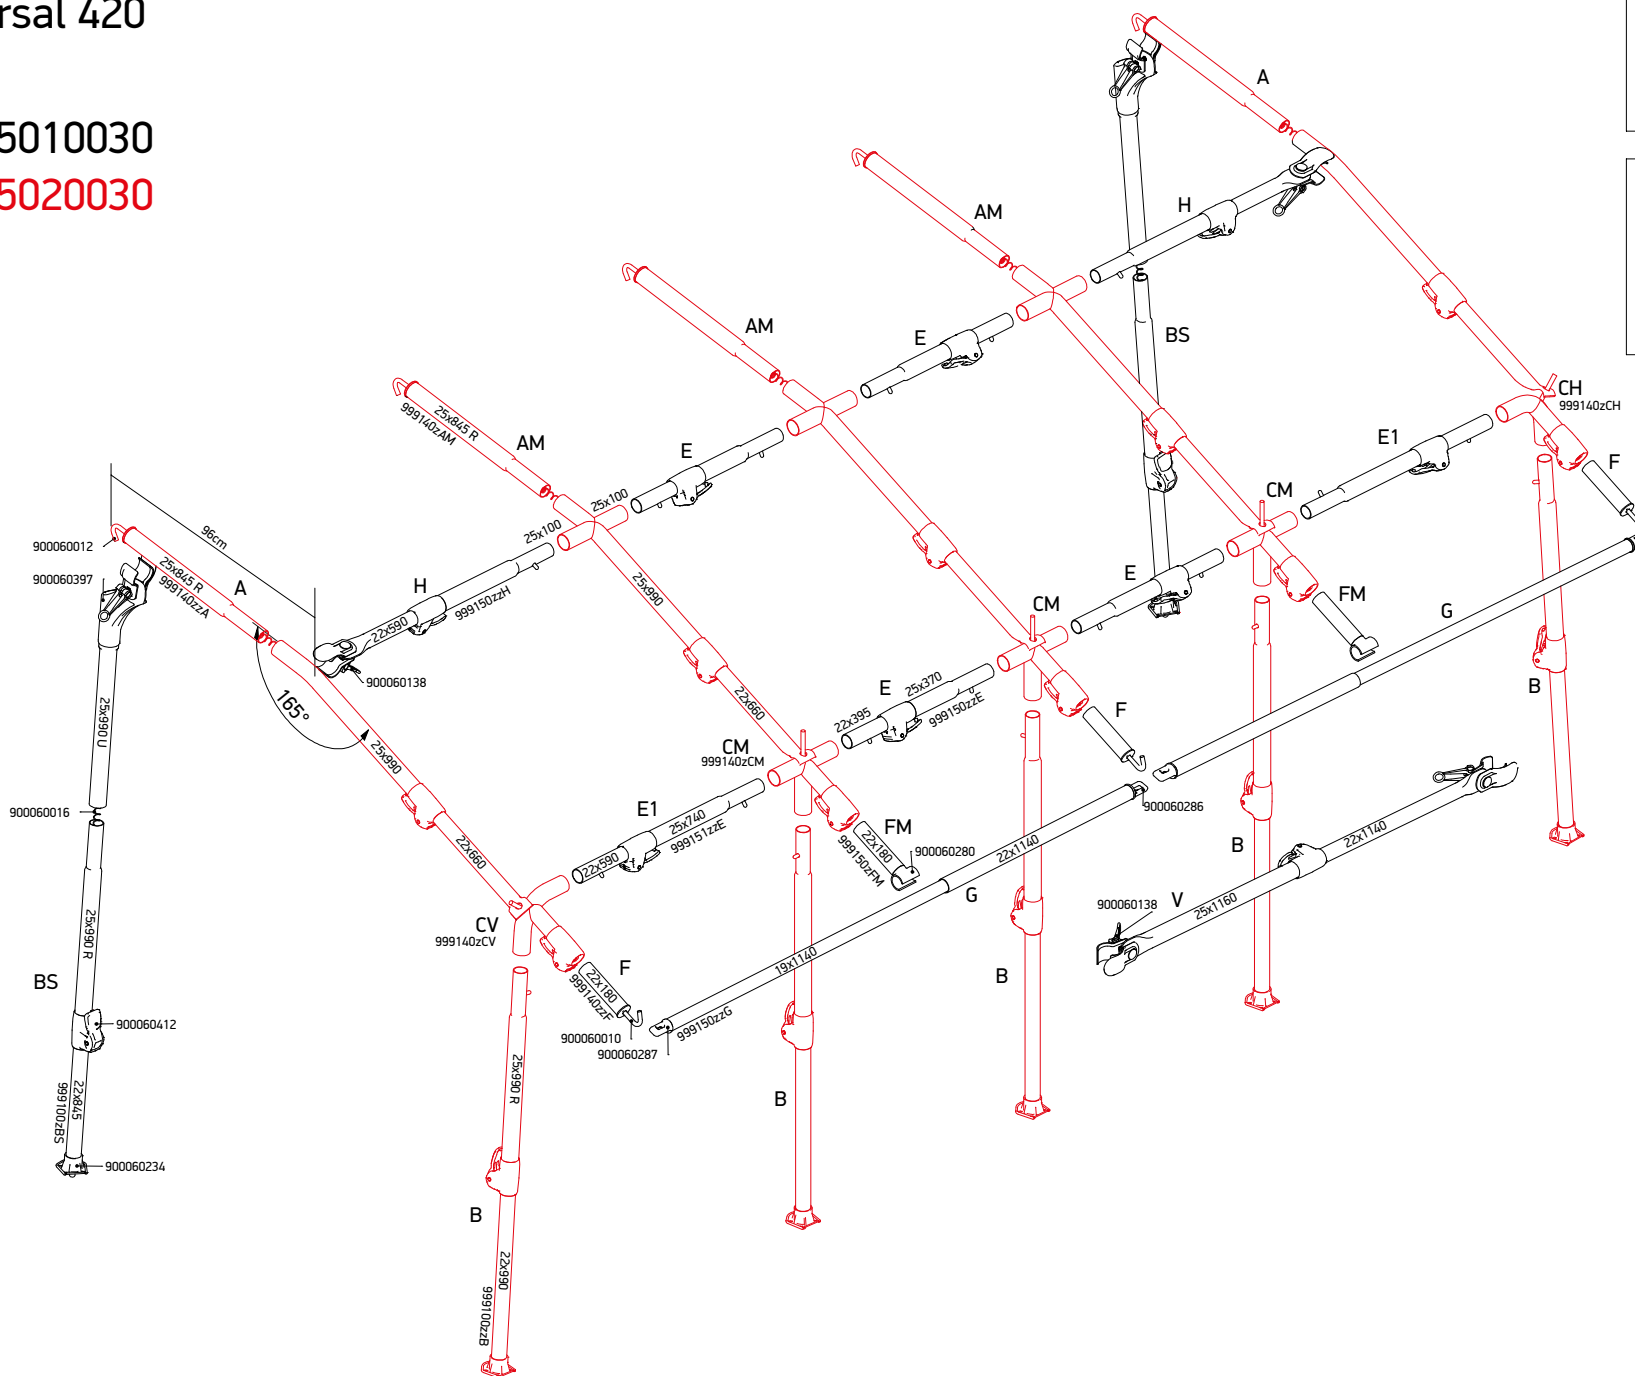 rsal 420
5010030
5020030
A
AM
H
AM
E
BS
AM
25x845 R
999140zAM
E
25x100
25x100
CH
999140zCH
E1
F
CM
96cm
900060012
900060397
25x845 R
999140zzA
A
H
22x590
999150zzH
900060138
165°
25x990
25x990
22x660
E
CM
FM
G
B
25x990 U
25x990
22x660
CM
999140zCM
E
22x395
25x370
999150zzE
F
900060016
E1
22x590
25x740
999151zzE
22x180
999150zFM
FM
900060280
900060286
22x1140
G
B
22x1140
25x1160
V
900060138
25x990 R
BS
900060412
22x845
999100zBS
900060234
CV
999140zCV
22x180
999140zzF
F
900060010
900060287
19x1140
999150zzG
B
25x990 R
B
B
22x990
999100zzB